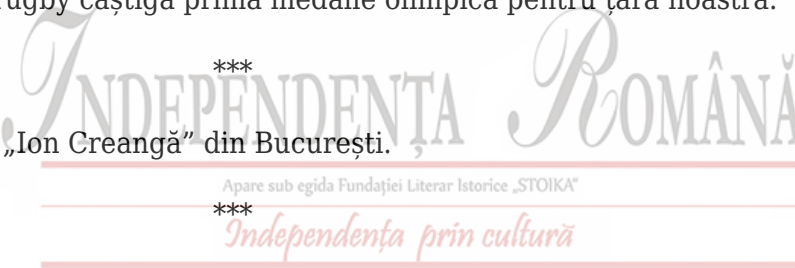 rugby câștigă prima medalie olimpică pentru țara noastră.
***
INDEPENDENȚA ROMÂNĂ
„Ion Creangă” din București.
Apare sub egida Fundației Literar Istorice „STOIKA”
***
Independența prin cultură